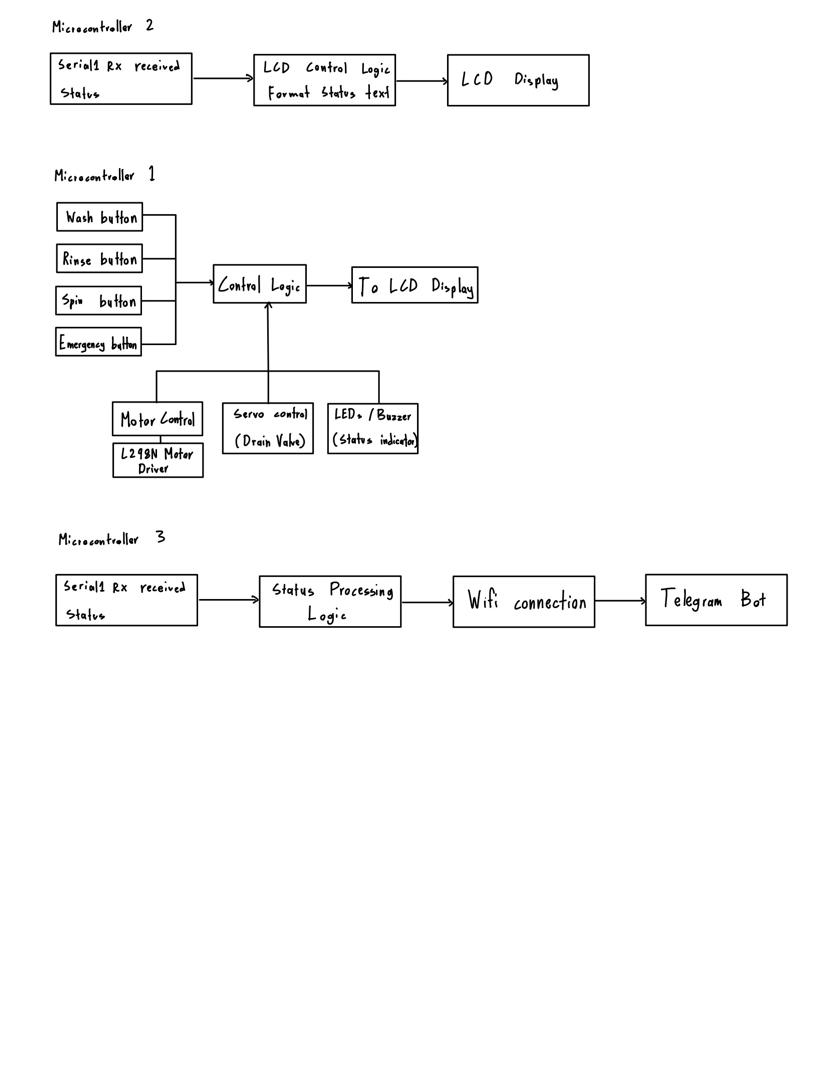 Microcontroller 2
Serial1 Rx received
Status
LCD Control Logic
Format Status text
LCD Display
Microcontroller 1
Wash button
Rinse button
Spin button
Emergency button
Control Logic
To LCD Display
Motor Control
L298N Motor
Driver
Servo control
(Drain Valve)
LEDs / Buzzer
(Status indicator)
Microcontroller 3
Serial1 Rx received
Status
Status Processing
Logic
Wifi connection
Telegram Bot